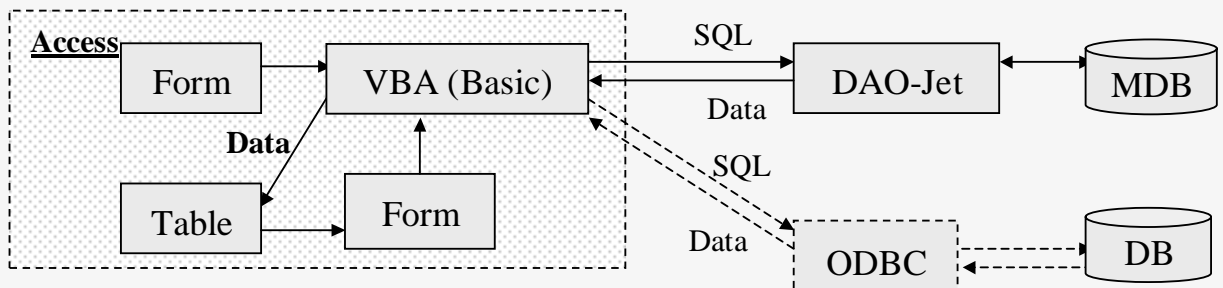 Access
Form
VBA (Basic)
SQL
DAO-Jet
MDB
Data
Data
SQL
Table
Form
Data
ODBC
DB